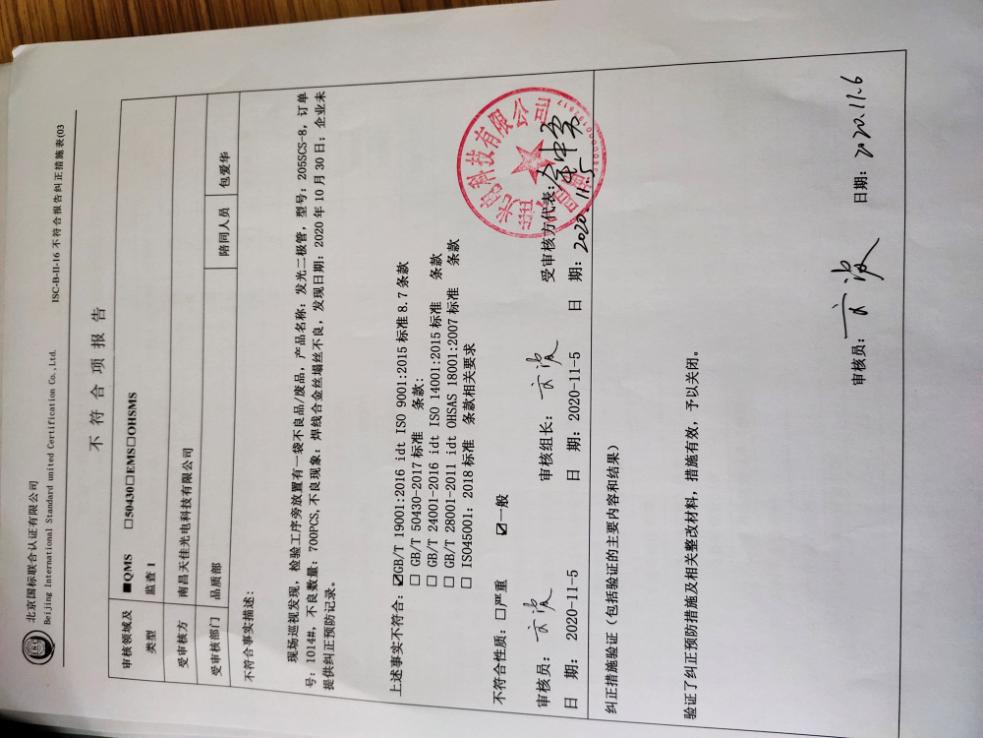 北京国标联合认证有限公司
Beijing International Standard united Certification Co.,Ltd. ISC-B-II-16 不符合报告纠正措施表(03
不 符 合 项 报 告
审核领域及类型 ■QMS □50430□EMS□OHSMS
监查 1
受审核方 南昌天佳光电科技有限公司
受审核部门 品质部 陪同人员 包爱华
不符合事实描述：
现场巡视发现，检验工序旁放置有一袋不良品/废品，产品名称：发光二极管，型号：205SCS-8，订单
号：1014#，不良数量：700PCS,不良现象：焊线合金丝塌丝不良，发现日期：2020 年 10 月 30 日；企业未
提供纠正预防记录。
上述事实不符合：☑GB/T 19001:2016 idt ISO 9001:2015 标准 8.7 条款
□ GB/T 50430-2017 标准 条款：
□ GB/T 24001-2016 idt ISO 14001:2015 标准 条款
□ GB/T 28001-2011 idt OHSAS 18001:2007 标准 条款
□ ISO45001：2018 标准 条款相关要求
不符合性质：□严重 ☑一般
审核员： 审核组长： 受审核方代表：
日 期：2020-11-5 日 期：2020-11-5 日 期：2020.11.5
光电科技有限公司
纠正措施验证（包括验证的主要内容和结果）
验证了纠正预防措施及相关整改材料，措施有效，予以关闭。
审核员： 日期：2020.11.6